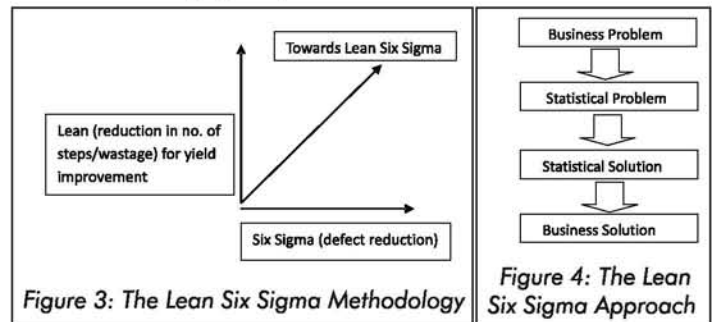 Towards Lean Six Sigma
Lean (reduction in no. of
steps/wastage) for yield
improvement
Six Sigma (defect reduction)
Figure 3: The Lean Six Sigma Methodology
Business Problem
Statistical Problem
Statistical Solution
Business Solution
Figure 4: The Lean
Six Sigma Approach